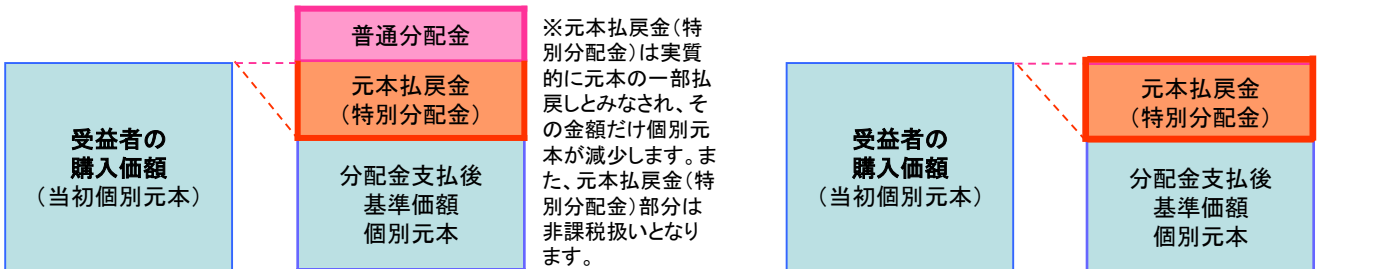 普通分配金
元本払戻金
（特別分配金）
受益者の
購入価額
（当初個別元本）
分配金支払後
基準価額
個別元本
※元本払戻金（特
別分配金）は実質
的に元本の一部払
戻しとみなされ、そ
の金額だけ個別元
本が減少します。ま
た、元本払戻金（特
別分配金）部分は
非課税扱いとなり
ます。
元本払戻金
（特別分配金）
受益者の
購入価額
（当初個別元本）
分配金支払後
基準価額
個別元本